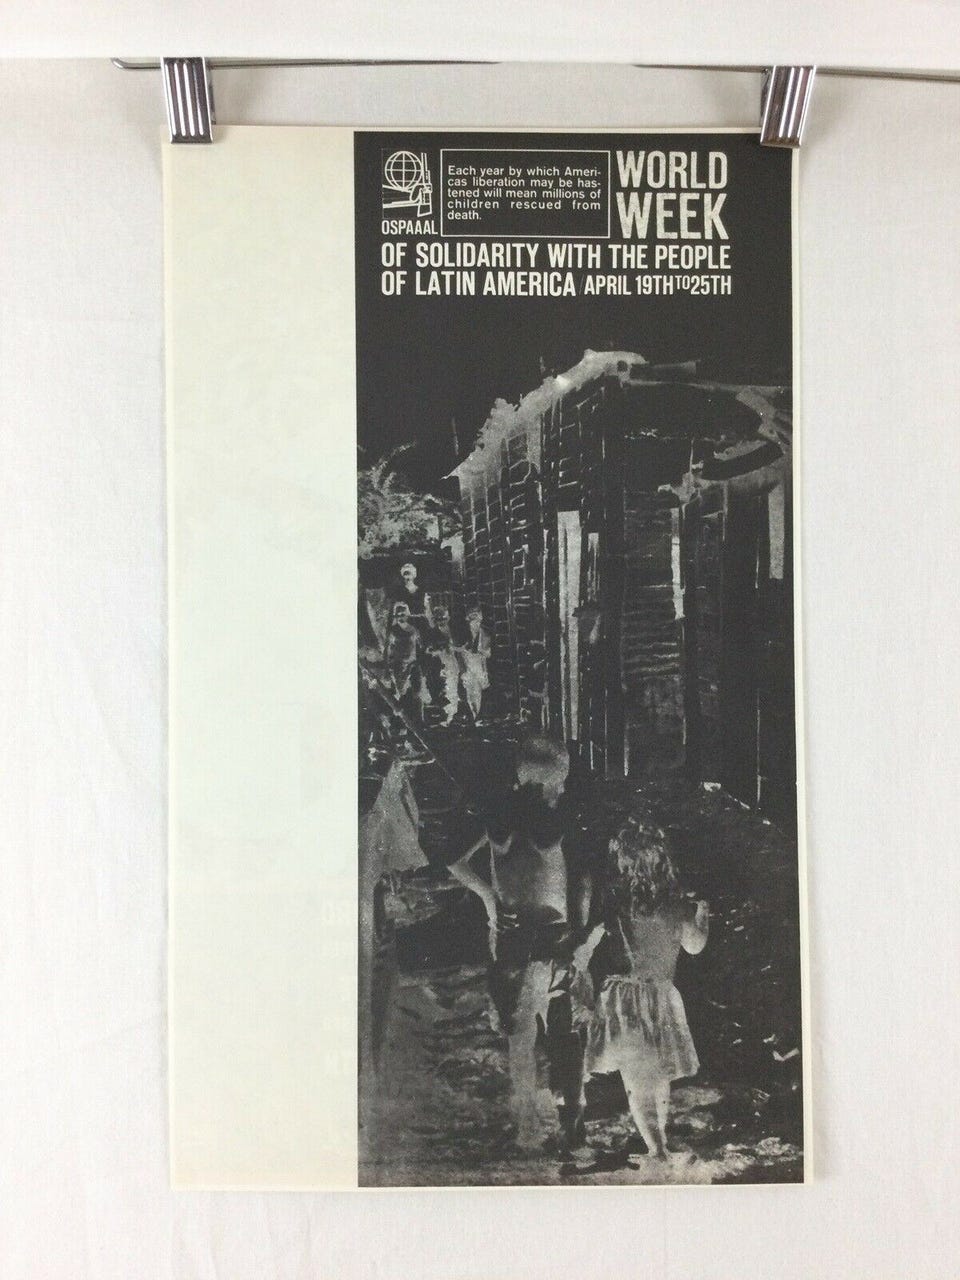 Each year by which Ameri-
cas liberation may be has-
tened will mean millions of
children rescued from
death.
OSPAAAL
WORLD
WEEK
OF SOLIDARITY WITH THE PEOPLE
OF LATIN AMERICA / APRIL 19TH TO 25TH